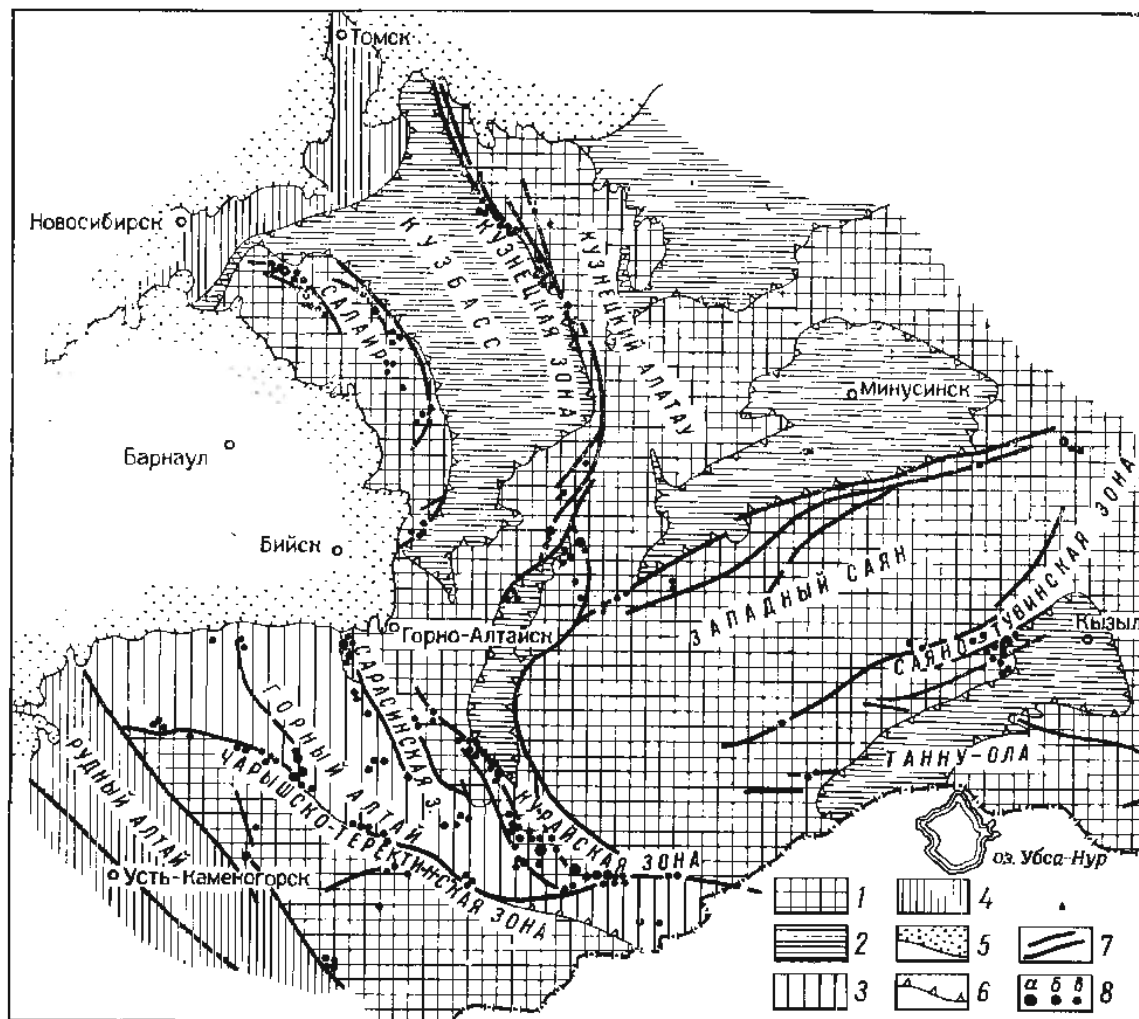 Томск
Новосибирск
КУЗБАСС
КУЗНЕЦКАЯ ЗОНА
КУЗНЕЦКИЙ АЛАТАУ
САЛАИР
Минусинск
Барнаул
Бийск
ЗАПАДНЫЙ САЯН
САЯНО-ТУВИНСКАЯ ЗОНА
Кызыл
Горно-Алтайск
САРАСИНСКАЯ З.
ГОРНЫЙ АЛТАЙ
РУДНЫЙ АЛТАЙ
ЧАРЫШСКО-ТЕРЕКТИНСКАЯ ЗОНА
КУРАЙСКАЯ ЗОНА
ТАННУ-ОЛА
оз. Убса-Нур
Усть-Каменогорск
1 4
2 5 7
а б в
3 6 8